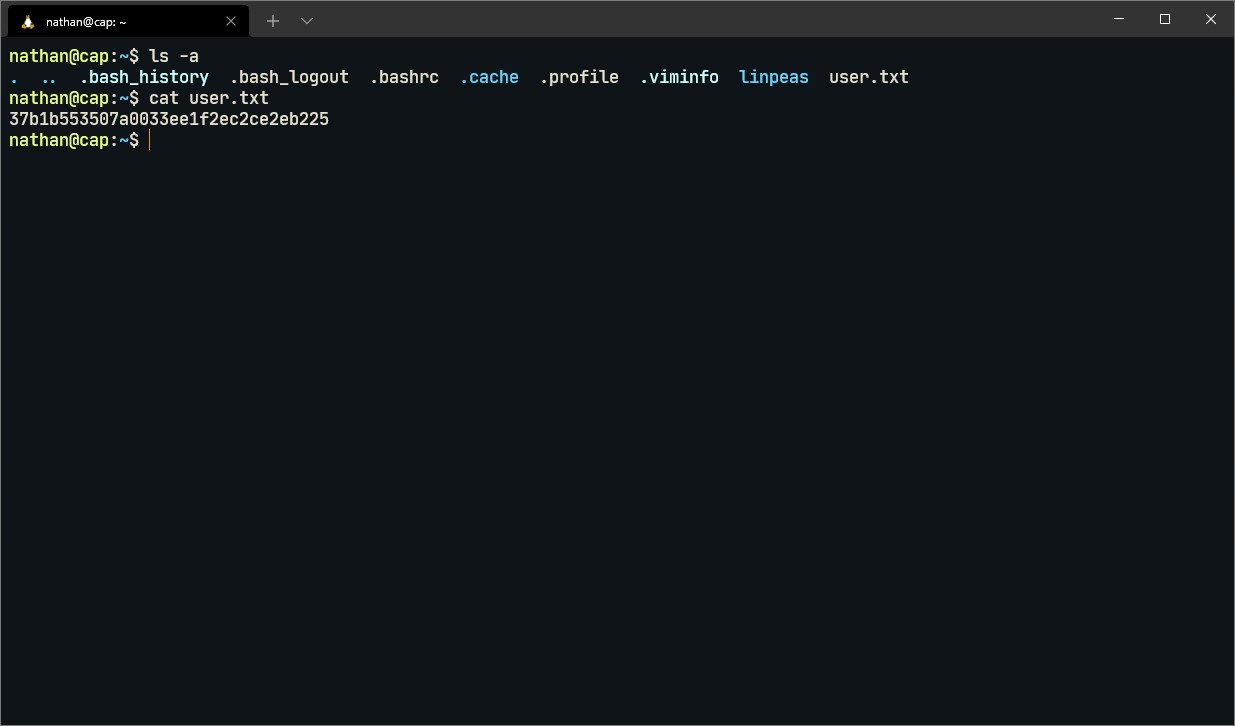 nathan@cap: ~
nathan@cap:~$ ls -a
. .. .bash_history .bash_logout .bashrc .cache .profile .viminfo linpeas user.txt
nathan@cap:~$ cat user.txt
37b1b553507a0033ee1f2ec2ce2eb225
nathan@cap:~$